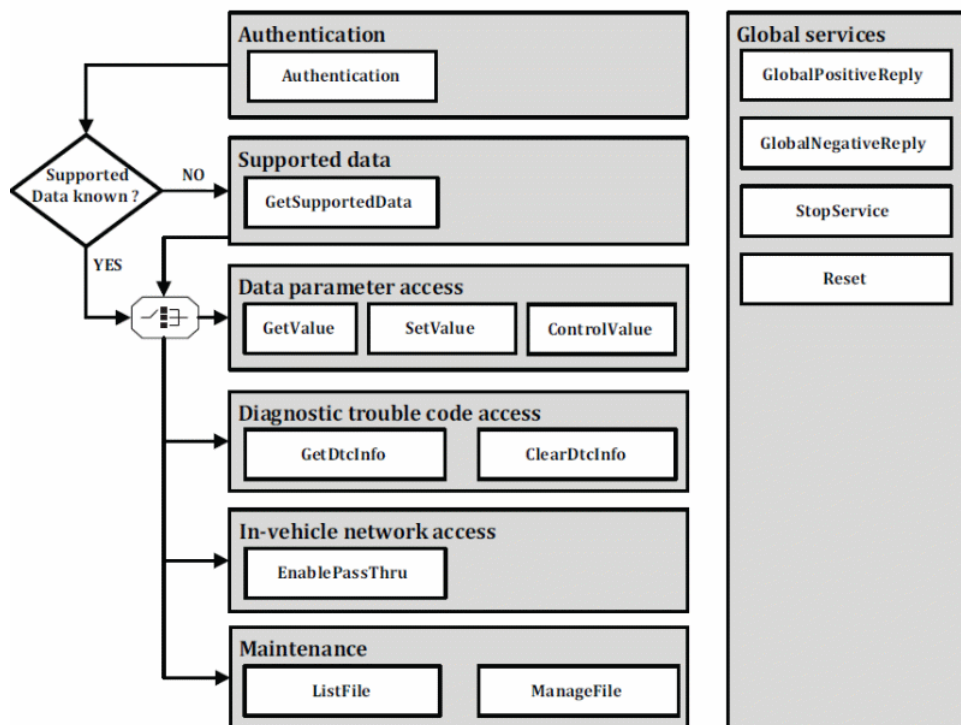 Authentication
Authentication
Supported
Data known ?
NO
YES
Supported data
GetSupportedData
Data parameter access
GetValue
SetValue
ControlValue
Diagnostic trouble code access
GetDtcInfo
ClearDtcInfo
In-vehicle network access
EnablePassThru
Maintenance
ListFile
ManageFile
Global services
GlobalPositiveReply
GlobalNegativeReply
StopService
Reset